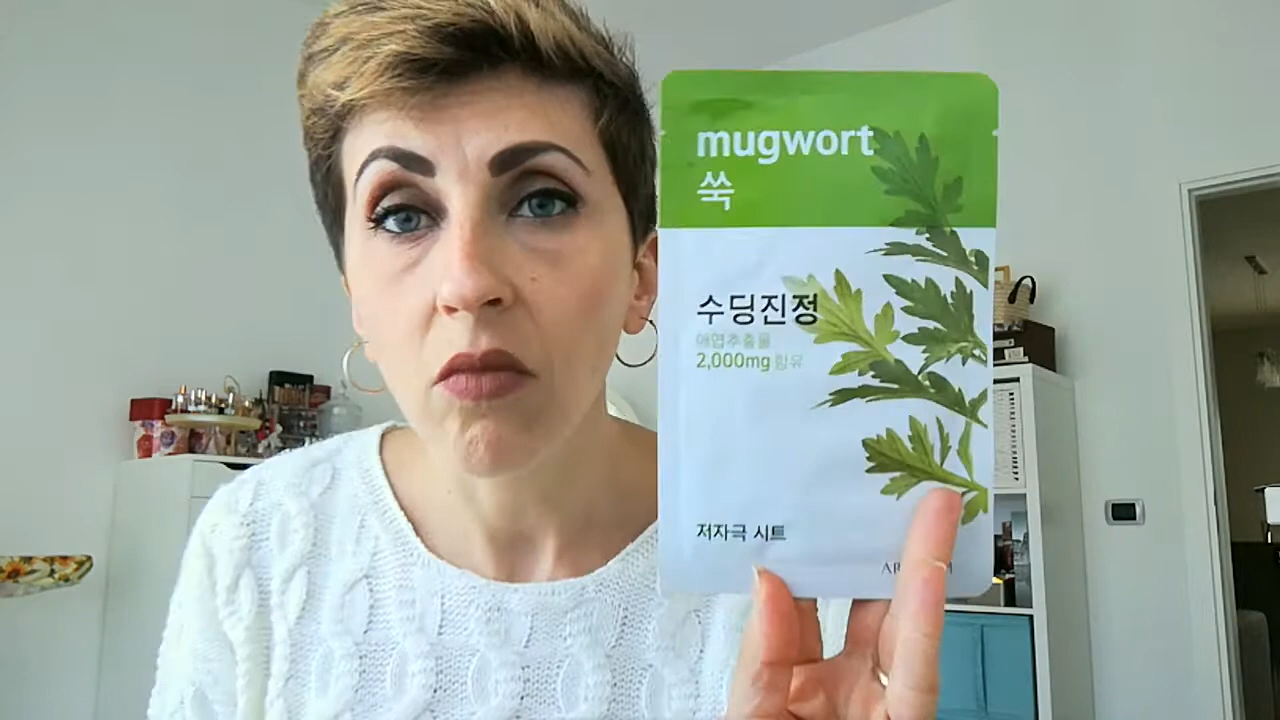 mugwort
쑥
수딩진정
애엽추출물
2,000mg 함유
저자극 시트